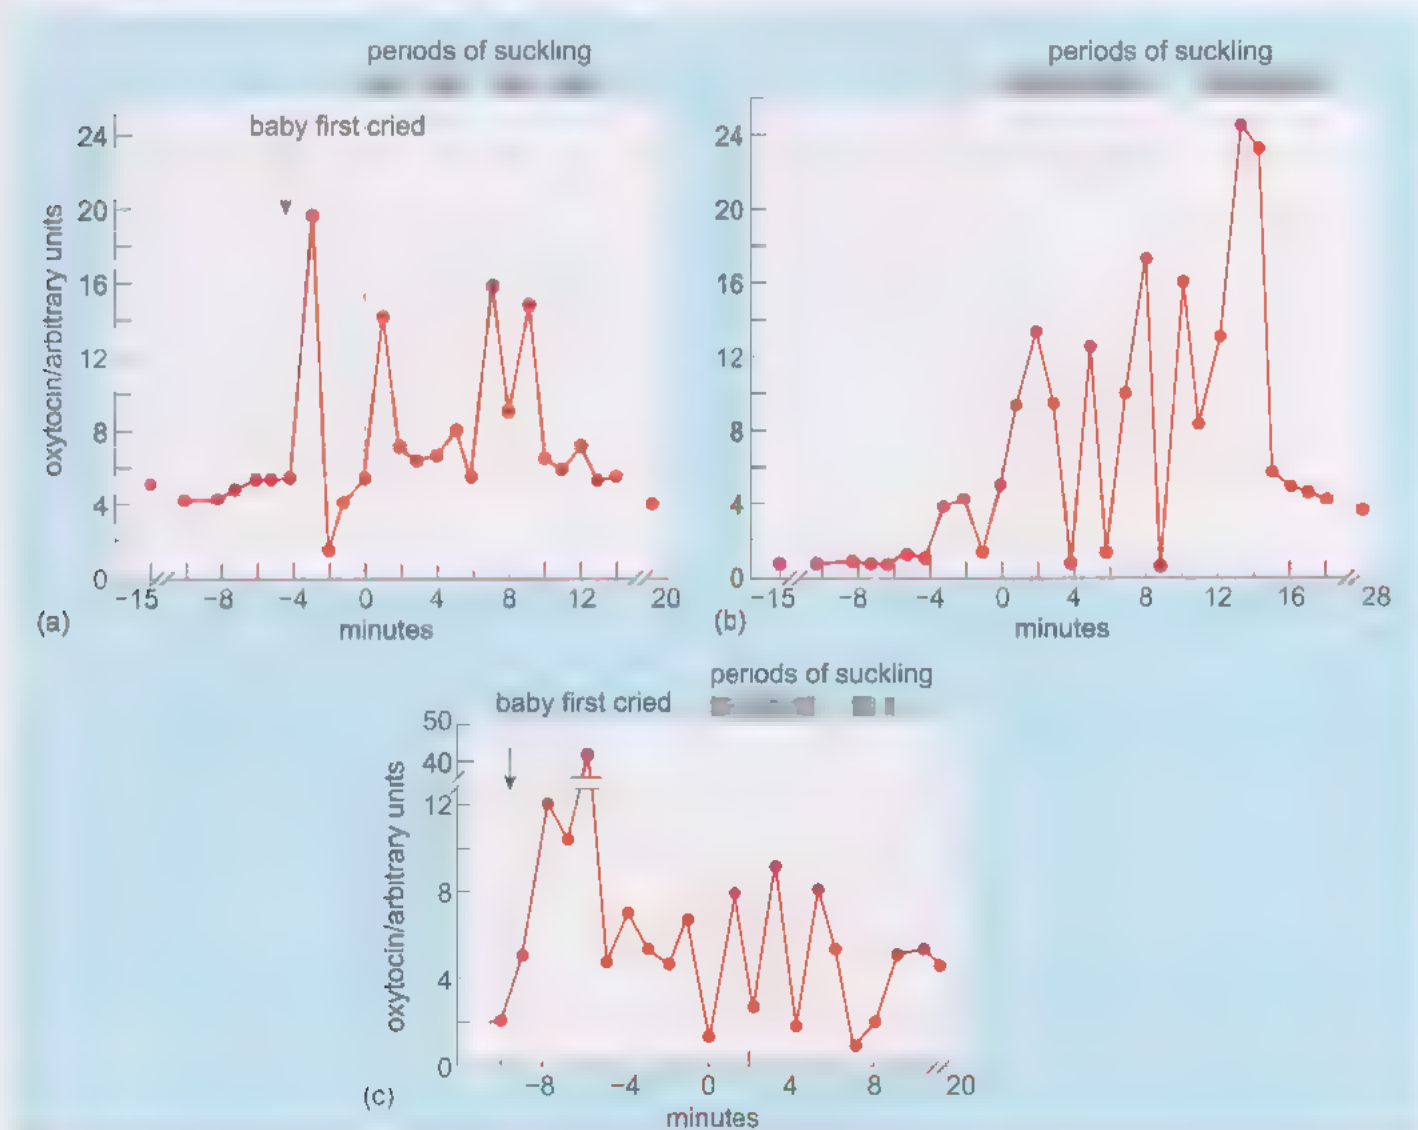 periods of suckling
baby first cried
oxytocin/arbitrary units
24
20
16
12
8
4
0
−15 −8 −4 0 4 8 12 20
minutes
(a)
periods of suckling
24
20
16
12
8
4
0
−15 −8 −4 0 4 8 12 16 28
minutes
(b)
periods of suckling
baby first cried
oxytocin/arbitrary units
50
40
12
8
4
0
−8 −4 0 4 8 20
minutes
(c)